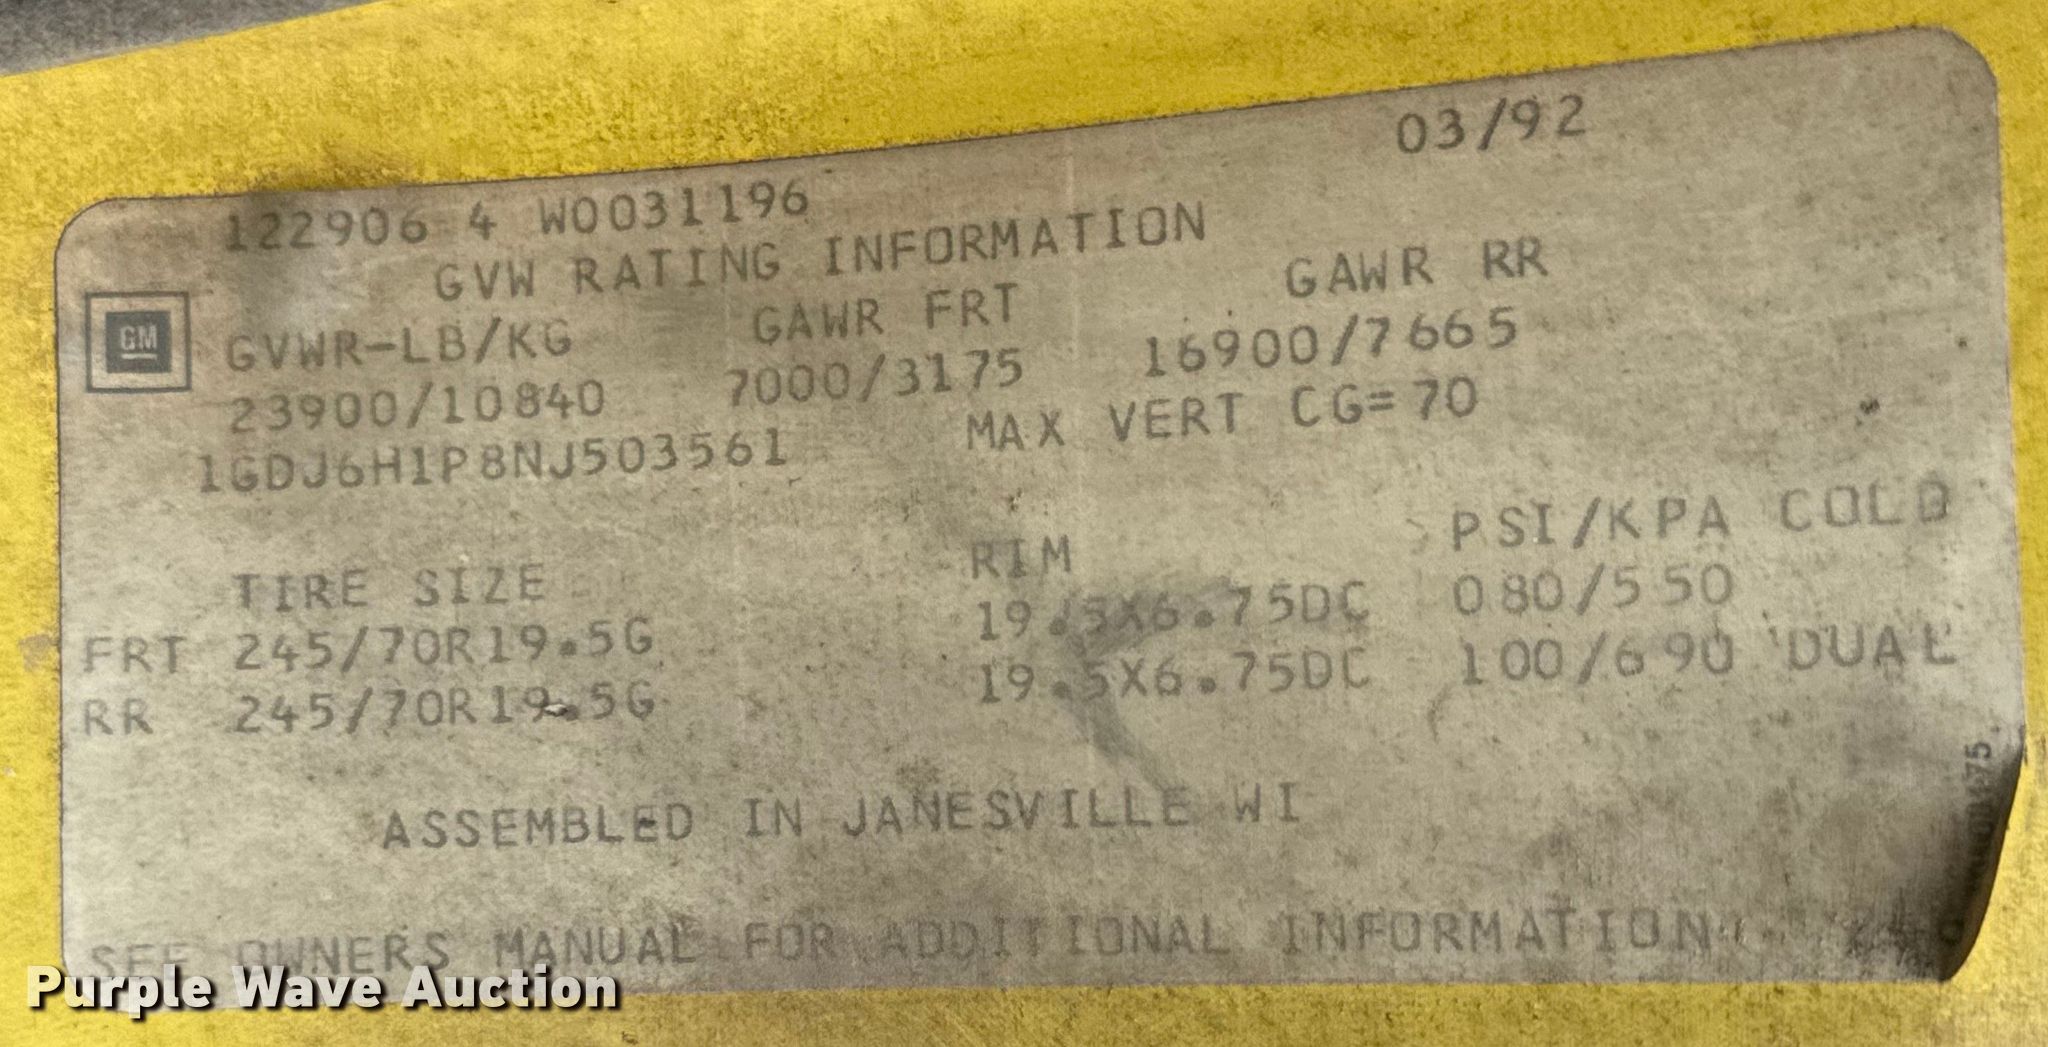 03/92
122906 4 W0031196
GVW RATING INFORMATION
GM
GVWR-LB/KG GAWR FRT GAWR RR
23900/10840 7000/3175 16900/7665
1GDJ6H1P8NJ503561 MAX VERT CG=70
TIRE SIZE RIM PSI/KPA COLD
FRT 245/70R19.5G 19.5X6.75DC 080/550
RR 245/70R19.5G 19.5X6.75DC 100/690 DUAL
ASSEMBLED IN JANESVILLE WI
SEE OWNERS MANUAL FOR ADDITIONAL INFORMATION
Purple Wave Auction